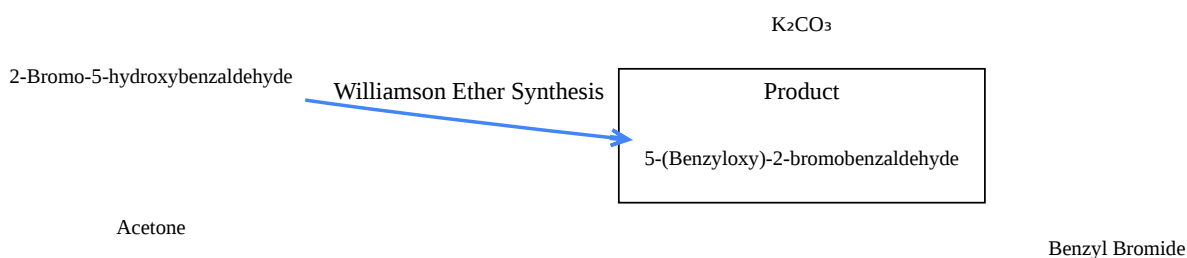 K₂CO₃
2-Bromo-5-hydroxybenzaldehyde
Williamson Ether Synthesis
Product
5-(Benzyloxy)-2-bromobenzaldehyde
Acetone
Benzyl Bromide